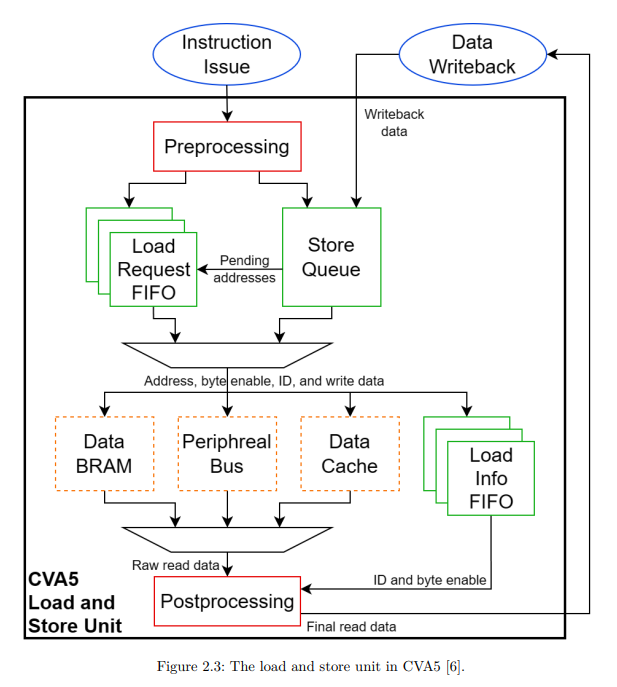 Instruction
Issue
Data
Writeback
Writeback
data
Preprocessing
Load
Request
FIFO
Pending
addresses
Store
Queue
Address, byte enable, ID, and write data
Data
BRAM
Periphreal
Bus
Data
Cache
Load
Info
FIFO
Raw read data
ID and byte enable
CVA5
Load and
Store Unit
Postprocessing
Final read data
Figure 2.3: The load and store unit in CVA5 [6].